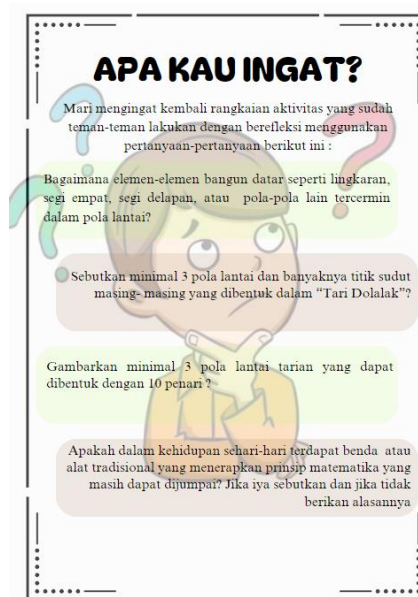 APA KAU INGAT?
Mari mengingat kembali rangkaian aktivitas yang sudah
teman-teman lakukan dengan berefleksi menggunakan
pertanyaan-pertanyaan berikut ini :
Bagaimana elemen-elemen bangun datar seperti lingkaran,
segi empat, segi delapan, atau pola-pola lain tercermin
dalam pola lantai?
Sebutkan minimal 3 pola lantai dan banyaknya titik sudut
masing- masing yang dibentuk dalam “Tari Dolalak”?
Gambarkan minimal 3 pola lantai tarian yang dapat
dibentuk dengan 10 penari ?
Apakah dalam kehidupan sehari-hari terdapat benda atau
alat tradisional yang menerapkan prinsip matematika yang
masih dapat dijumpai? Jika iya sebutkan dan jika tidak
berikan alasannya